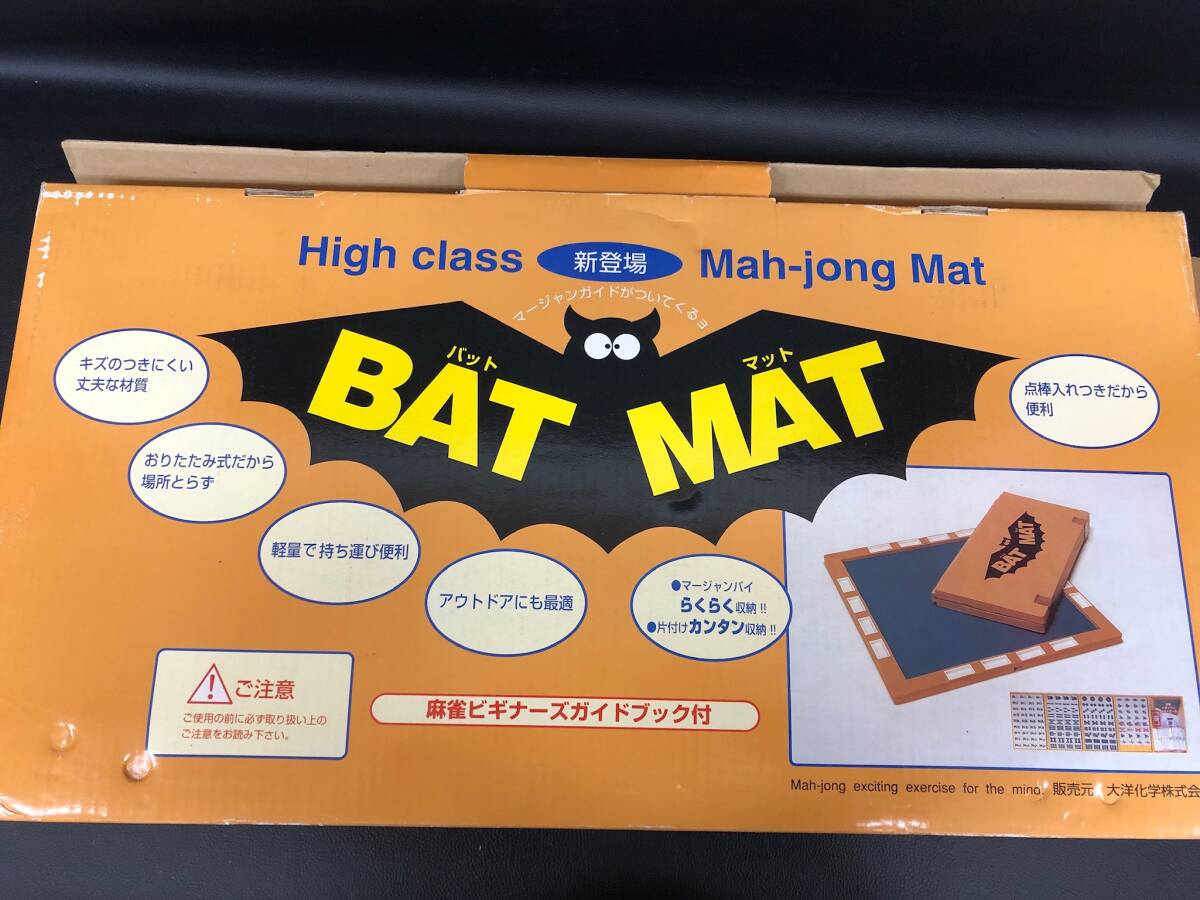 High class 新登場 Mah-jong Mat
マージャンガイドがついてくるョ
バット マット
BAT MAT
キズのつきにくい
丈夫な材質
おりたたみ式だから
場所とらず
軽量で持ち運び便利
アウトドアにも最適
●マージャンパイ
らくらく収納!!
●片付けカンタン収納!!
点棒入れつきだから
便利
BAT MAT
ご注意
ご使用の前に必ず取り扱い上の
ご注意をお読み下さい。
麻雀ビギナーズガイドブック付
Mah-jong exciting exercise for the mind. 販売元 大洋化学株式会